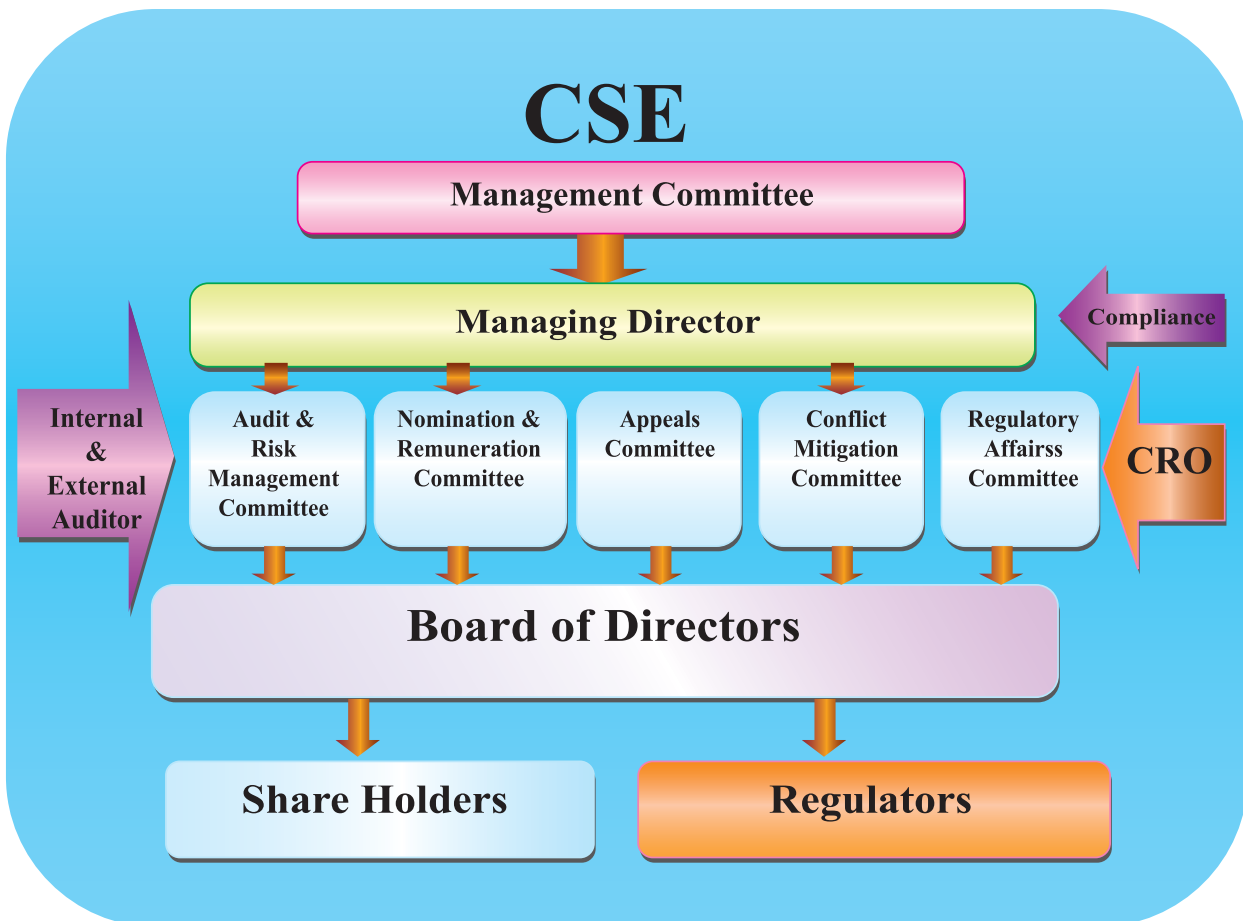 CSE
Management Committee
Managing Director
Compliance
Internal
&
External
Auditor
Audit &
Risk
Management
Committee
Nomination &
Remuneration
Committee
Appeals
Committee
Conflict
Mitigation
Committee
Regulatory
Affairss
Committee
CRO
Board of Directors
Share Holders
Regulators